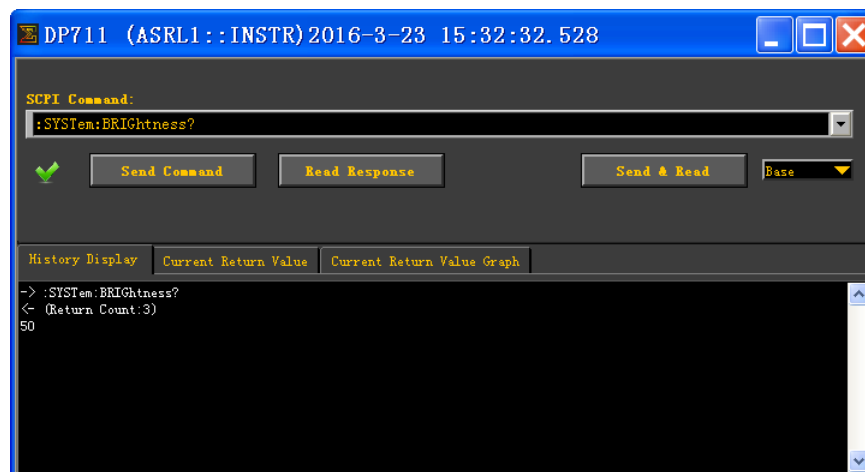 DP711 (ASRL1::INSTR)2016-3-23 15:32:32.528
SCPI Command:
:SYSTem:BRIGhtness?
Send Command
Read Response
Send & Read
Base
History Display
Current Return Value
Current Return Value Graph
-> :SYSTem:BRIGhtness?
<- (Return Count:3)
50